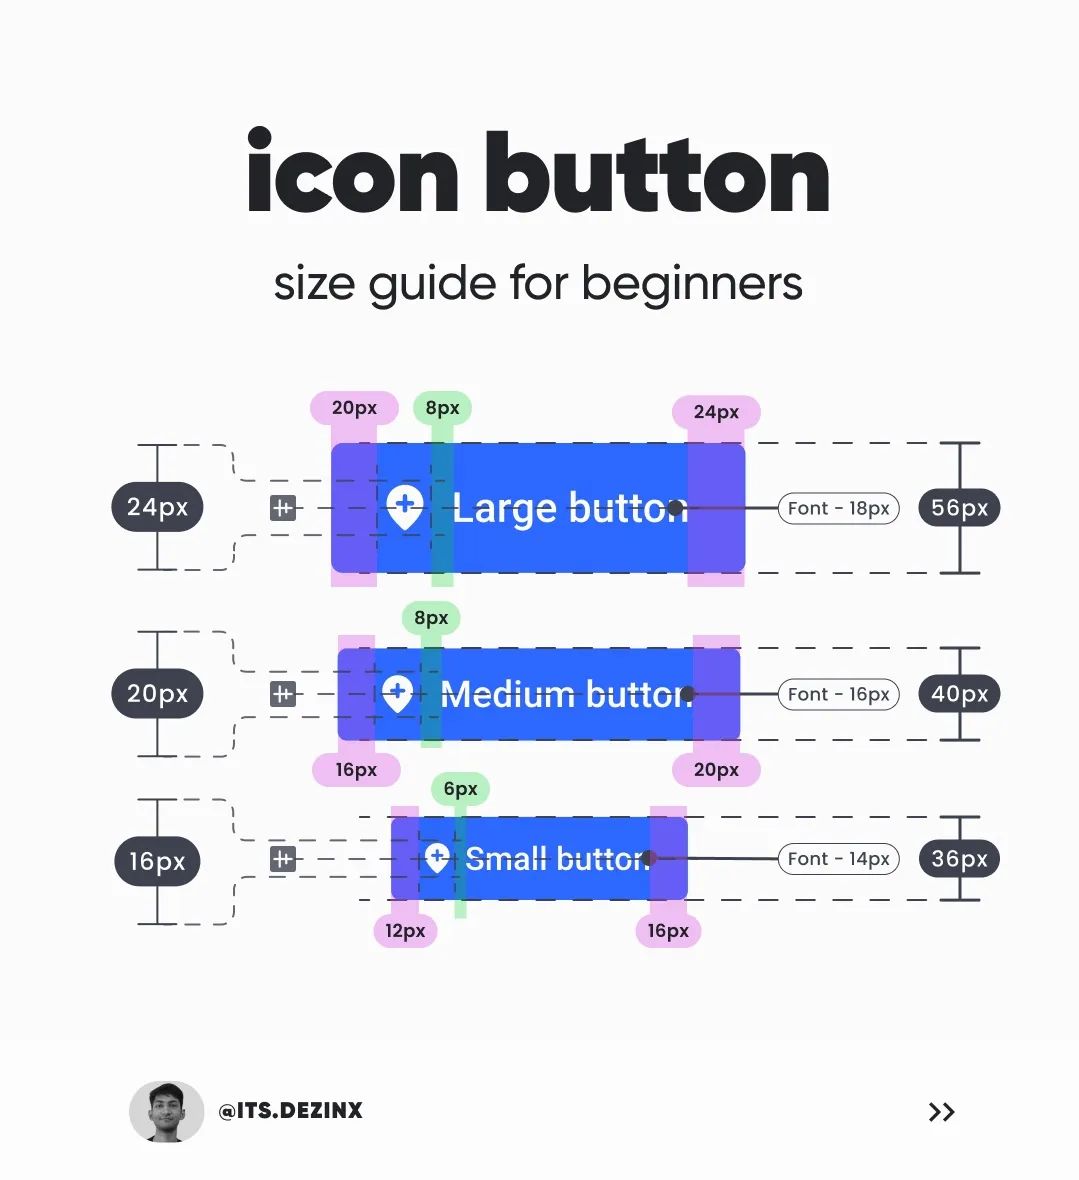 icon button
size guide for beginners
20px
8px
24px
24px
Large button
Font - 18px
56px
8px
20px
Medium button
Font - 16px
40px
16px
20px
6px
16px
Small button
Font - 14px
36px
12px
16px
@ITS.DEZINX